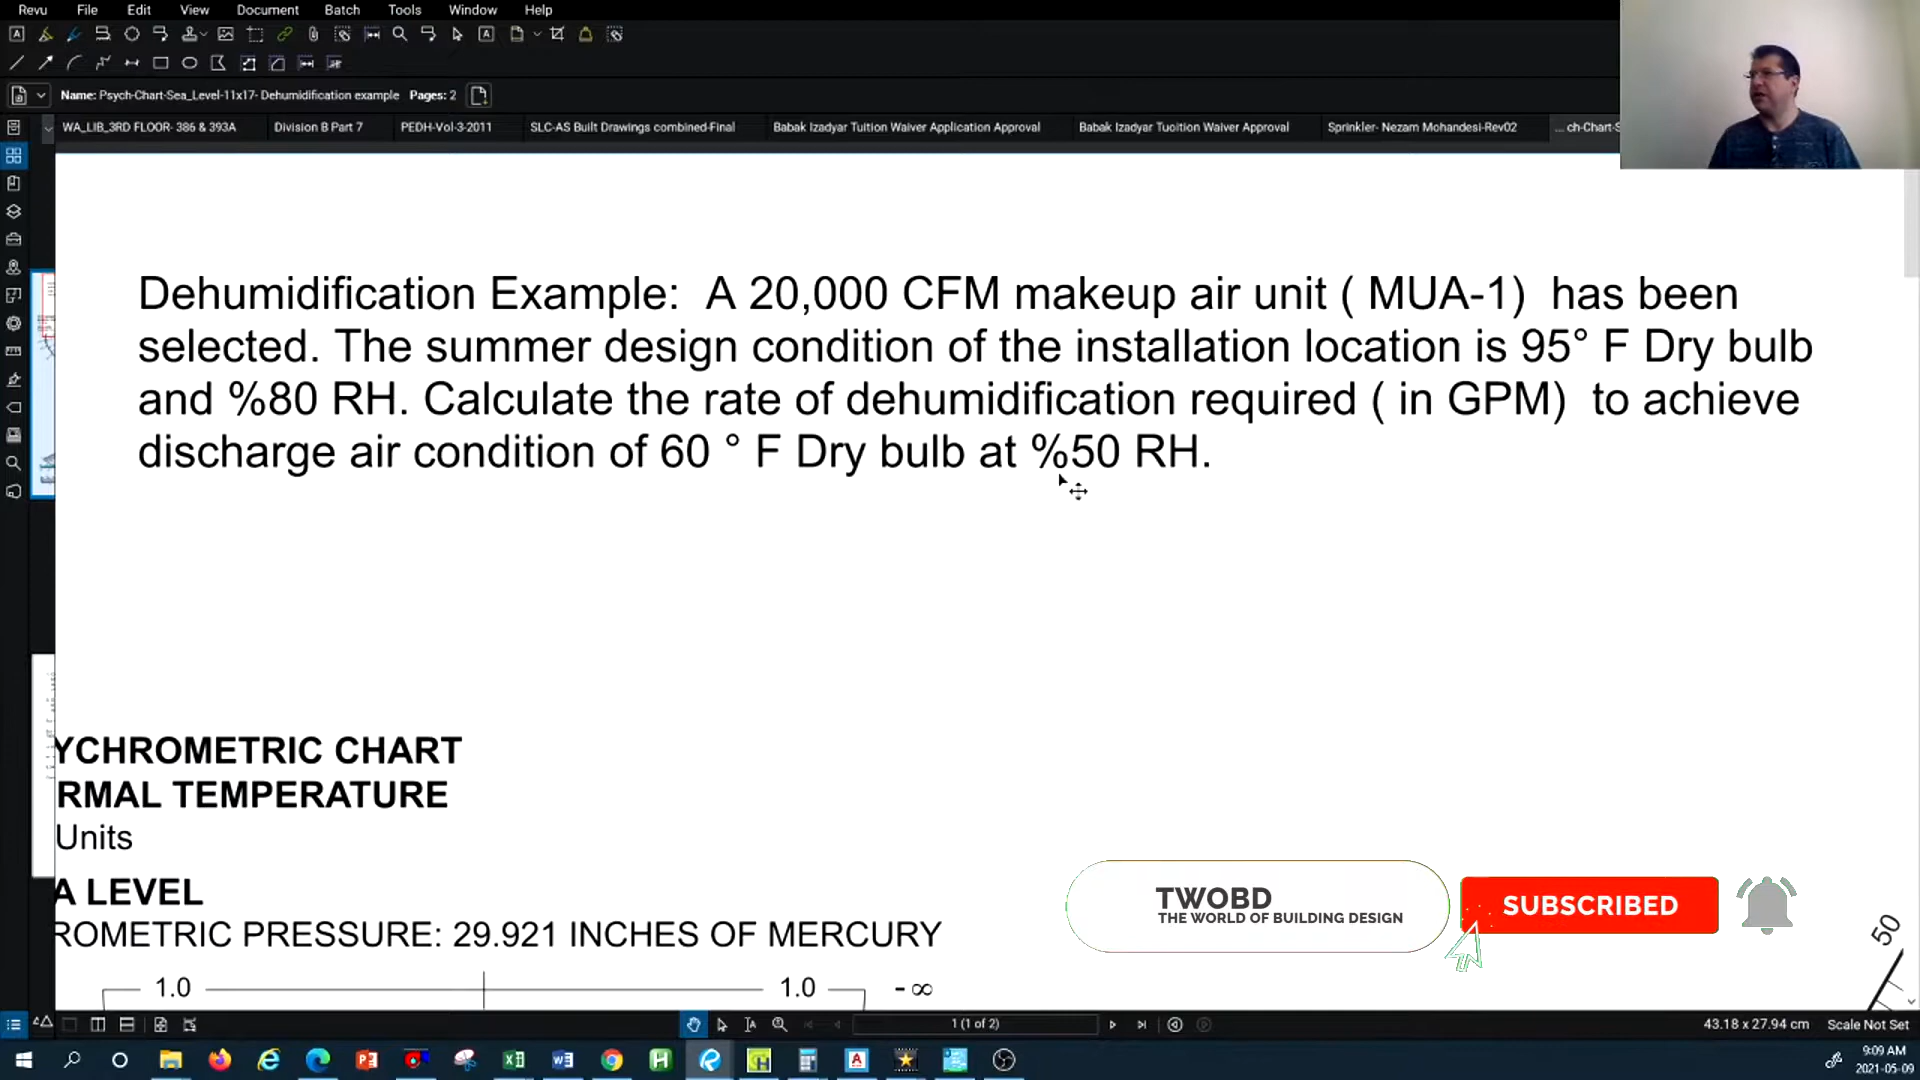 Revu File Edit View Document Batch Tools Window Help
Name: Psych-Chart-Sea_Level-11x17- Dehumidification example Pages: 2
WA_LIB_3RD FLOOR- 386 & 393A Division B Part 7 PEDH-Vol-3-2011 SLC-AS Built Drawings combined-Final Babak Izadyar Tuition Waiver Application Approval Babak Izadyar Tuoition Waiver Approval Sprinkler- Nezam Mohandesi-Rev02 ... ch-Chart-S
Dehumidification Example: A 20,000 CFM makeup air unit ( MUA-1) has been
selected. The summer design condition of the installation location is 95° F Dry bulb
and %80 RH. Calculate the rate of dehumidification required ( in GPM) to achieve
discharge air condition of 60 ° F Dry bulb at %50 RH.
YCHROMETRIC CHART
RMAL TEMPERATURE
Units
A LEVEL
ROMETRIC PRESSURE: 29.921 INCHES OF MERCURY
TWOBD
THE WORLD OF BUILDING DESIGN
SUBSCRIBED
50
1.0 1.0 - ∞
1 (1 of 2) 43.18 x 27.94 cm Scale Not Set
9:09 AM
2021-05-09